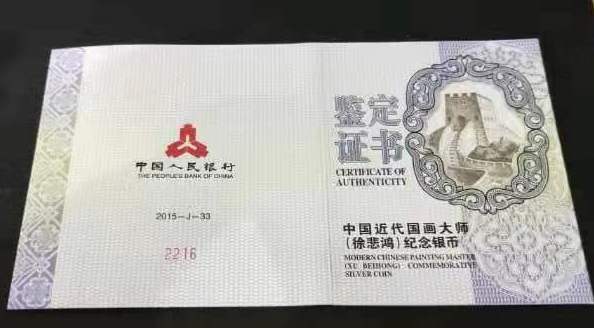 中国人民银行
THE PEOPLE'S BANK OF CHINA
2015-J-33
2216
鉴定
证书
CERTIFICATE OF
AUTHENTICITY
中国近代国画大师
(徐悲鸿)纪念银币
MODERN CHINESE PAINTING MASTER
(XU BEIHONG) COMMEMORATIVE
SILVER COIN